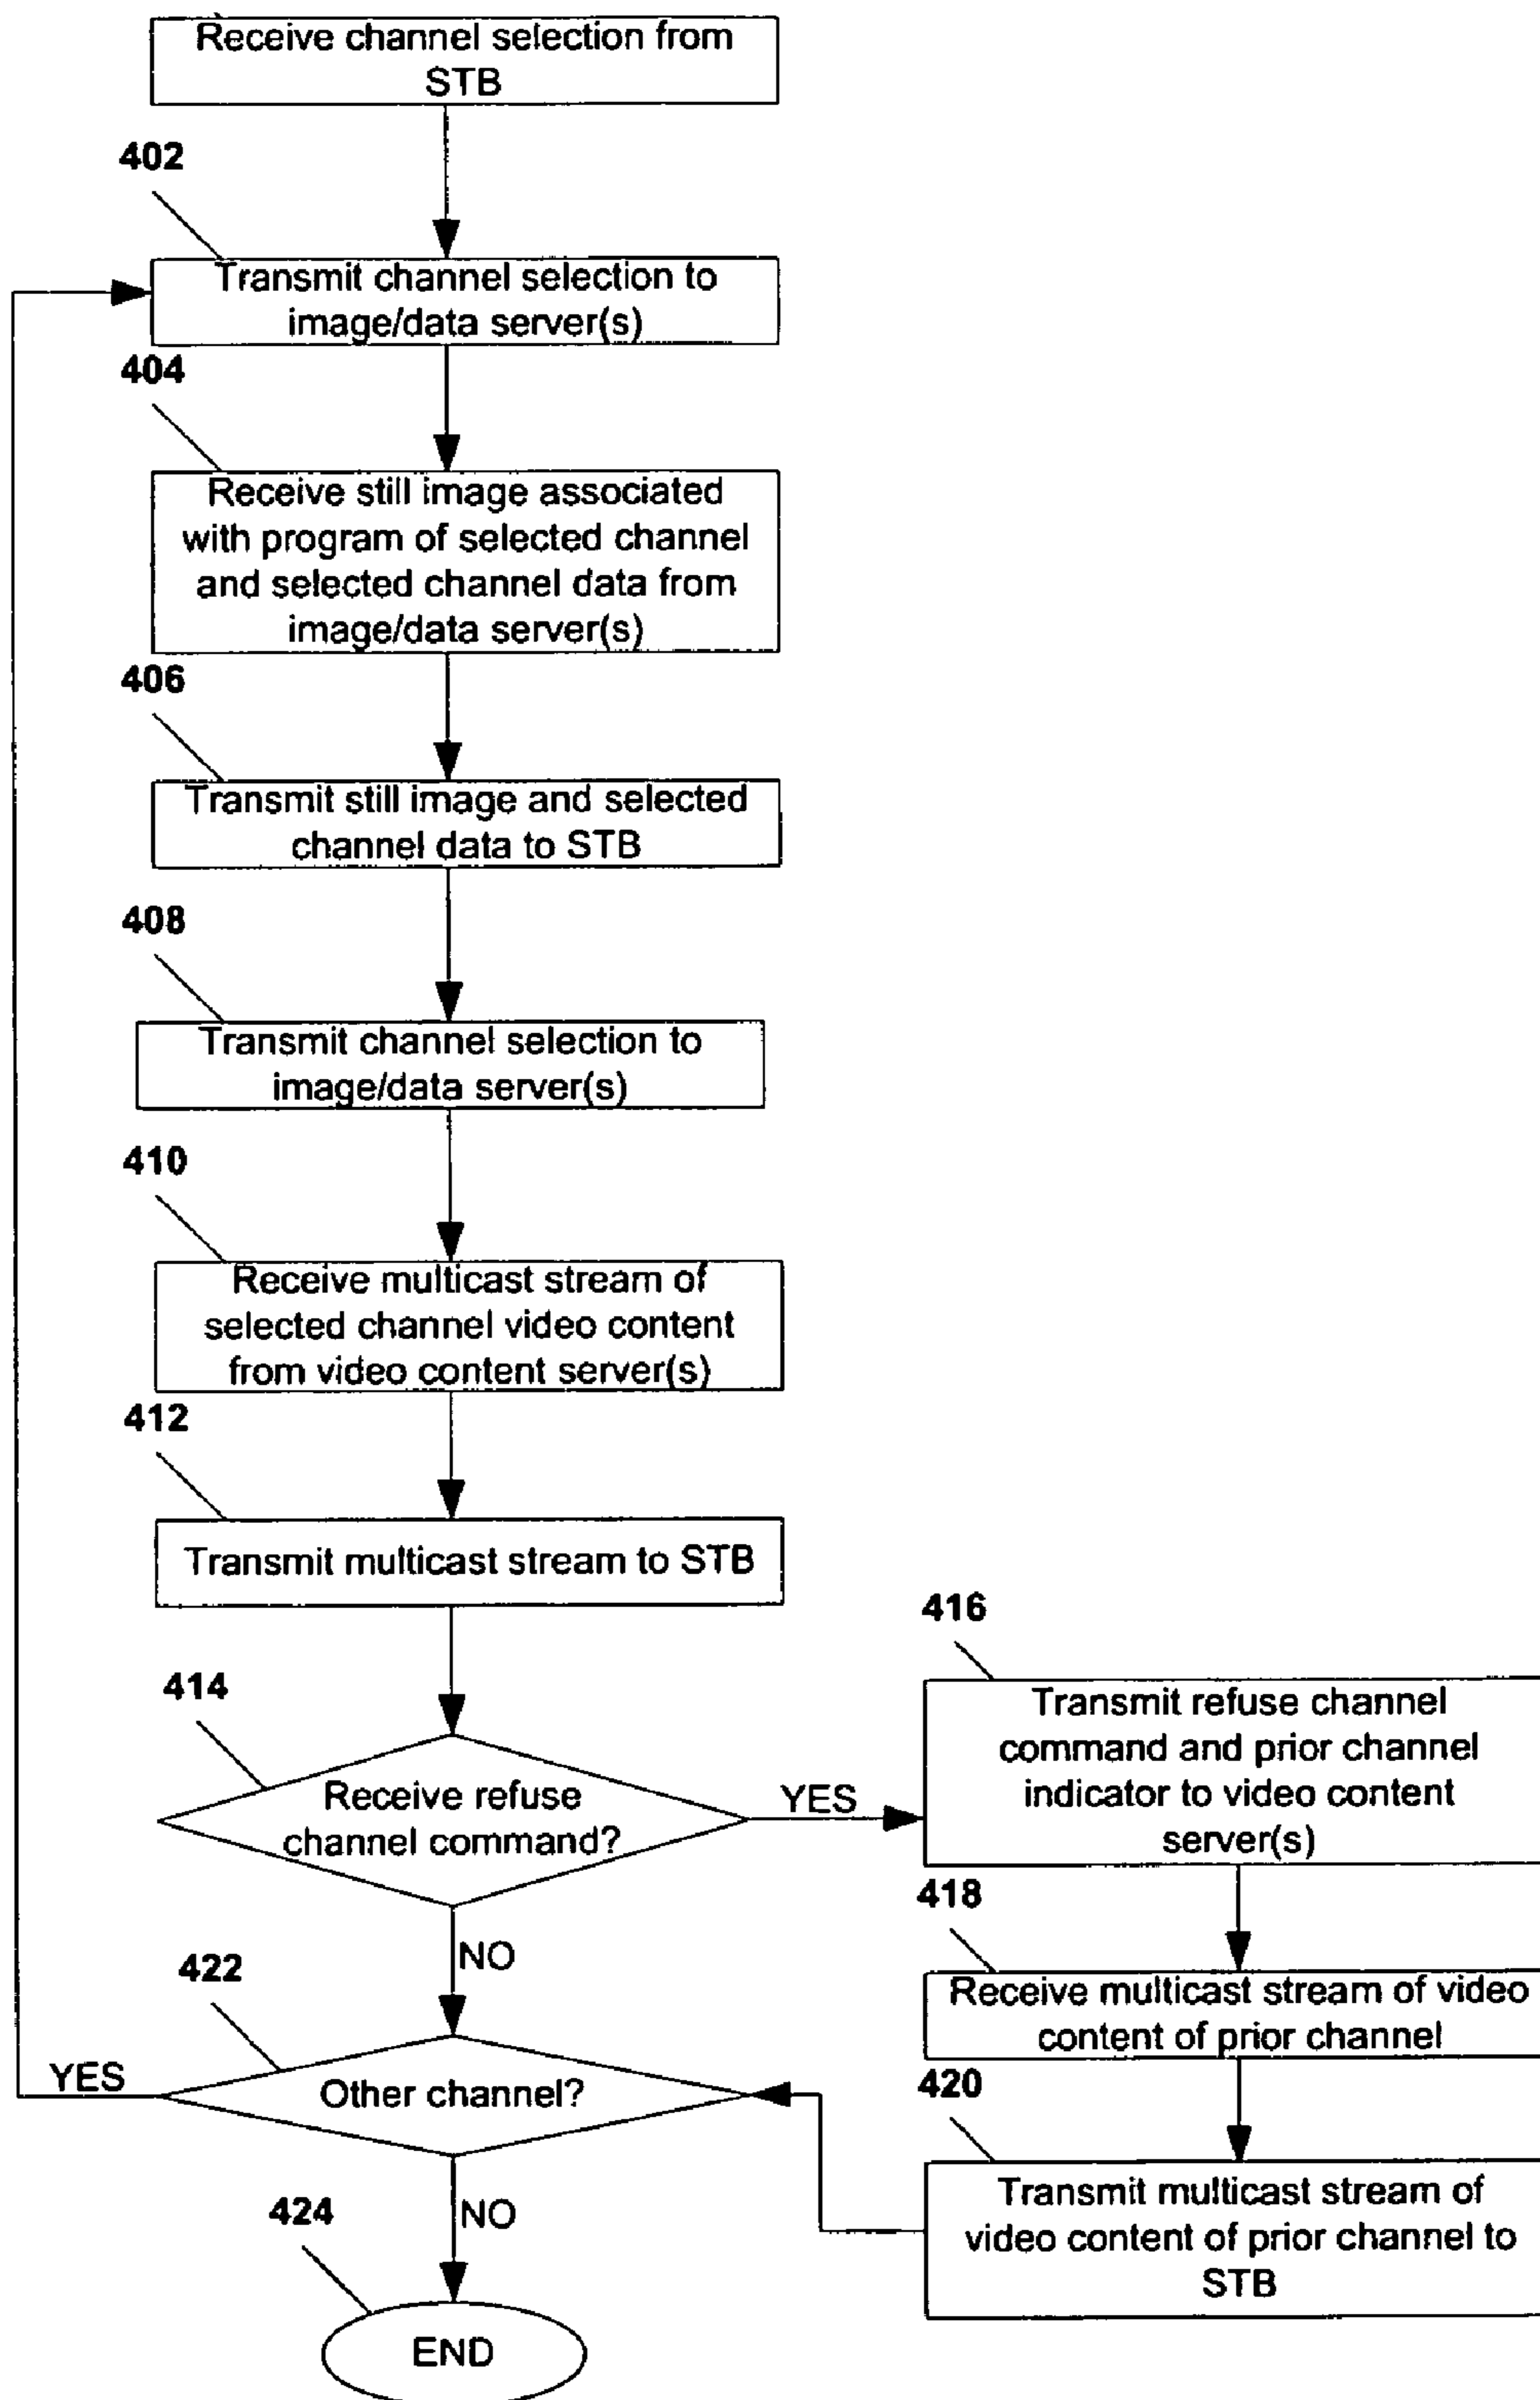 Receive channel selection from
STB
402
Transmit channel selection to
image/data server(s)
404
Receive still image associated
with program of selected channel
and selected channel data from
image/data server(s)
406
Transmit still image and selected
channel data to STB
408
Transmit channel selection to
image/data server(s)
410
Receive multicast stream of
selected channel video content
from video content server(s)
412
Transmit multicast stream to STB
414
Receive refuse
channel command?
YES
416
Transmit refuse channel
command and prior channel
indicator to video content
server(s)
418
Receive multicast stream of video
content of prior channel
420
Transmit multicast stream of
video content of prior channel to
STB
NO
422
Other channel?
YES
NO
424
END